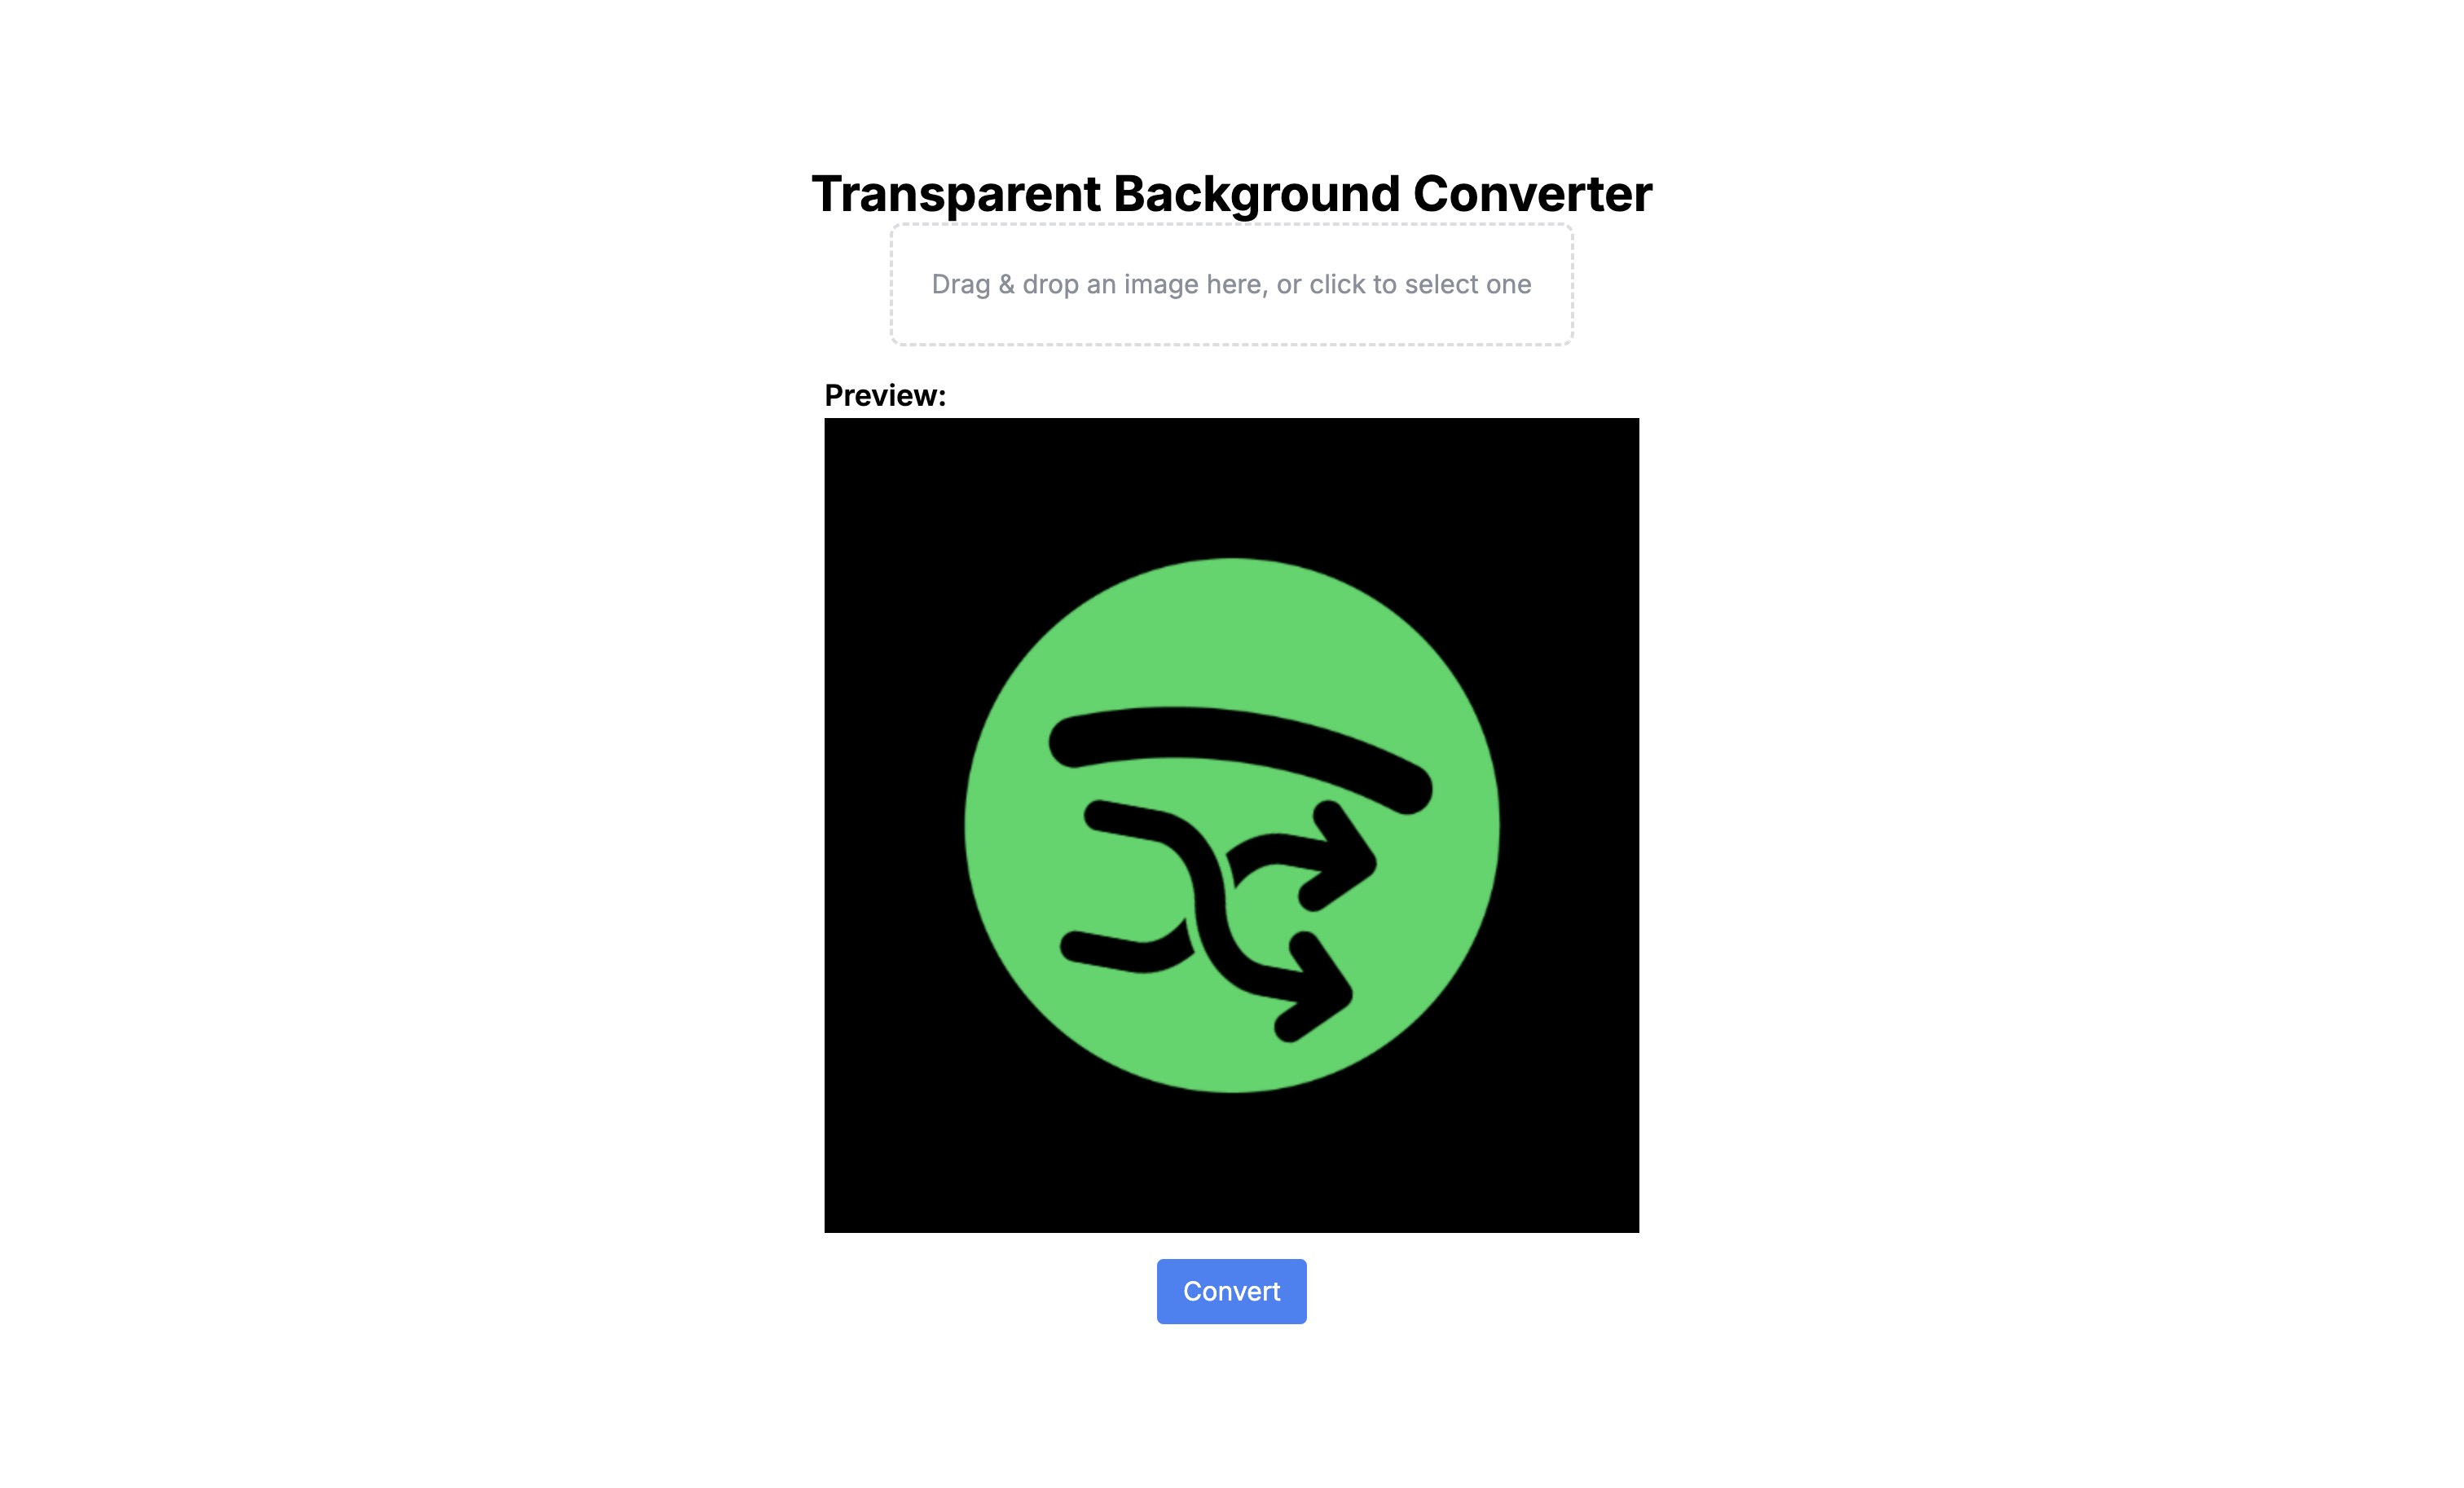 Transparent Background Converter
Drag & drop an image here, or click to select one
Preview:
Convert